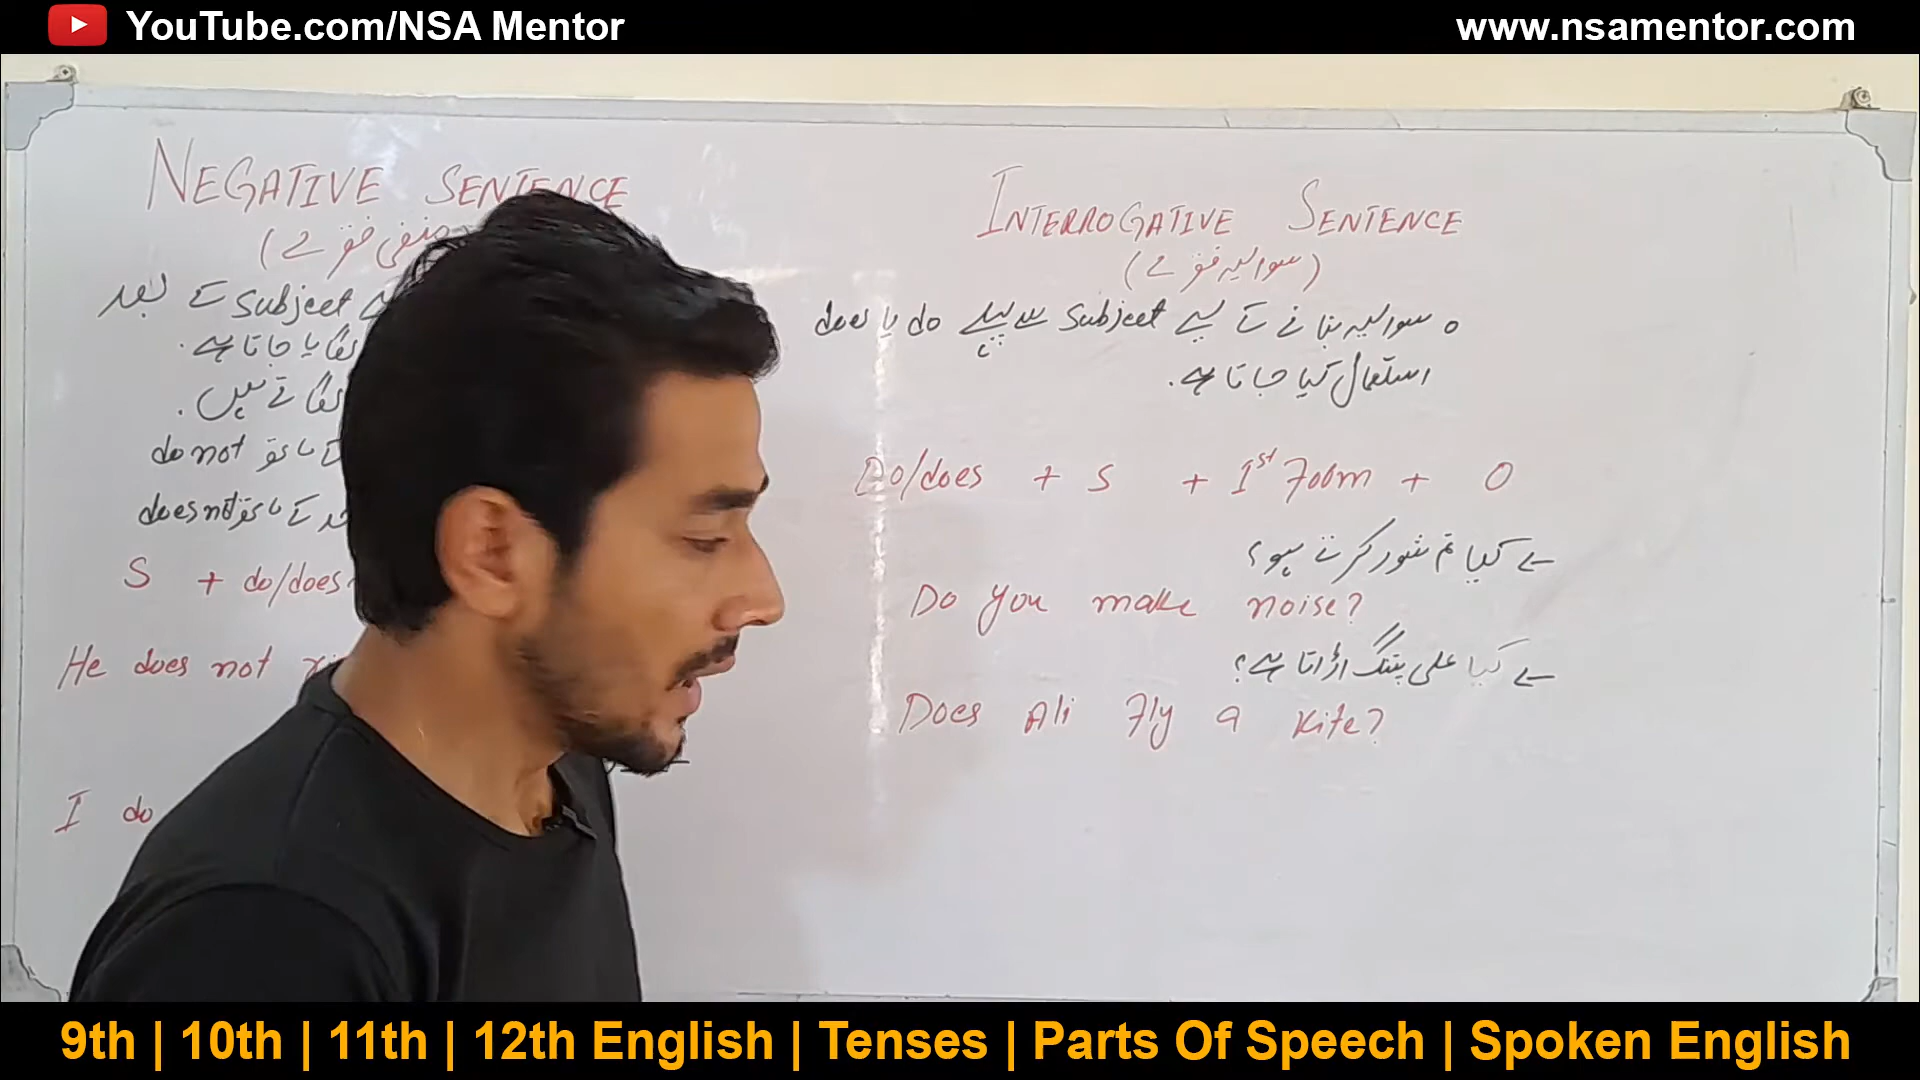 YouTube.com/NSA Mentor
www.nsamentor.com
NEGATIVE SENTENCE
(منفی فقرے)
subject کے بعد
لگایا جاتا ہے.
لگاتے ہیں.
کے ساتھ do not
کے ساتھ does not
S + do/does
He does not
I do
INTERROGATIVE SENTENCE
(سوالیہ فقرے)
o سوالیہ بنانے کے لیے Subject سے پہلے do یا does
استعمال کیا جاتا ہے.
Do/does + S + 1st Form + O
← کیا تم شور کرتے ہو؟
Do you make noise?
← کیا علی پتنگ اڑاتا ہے؟
Does Ali Fly a kite?
9th | 10th | 11th | 12th English | Tenses | Parts Of Speech | Spoken English